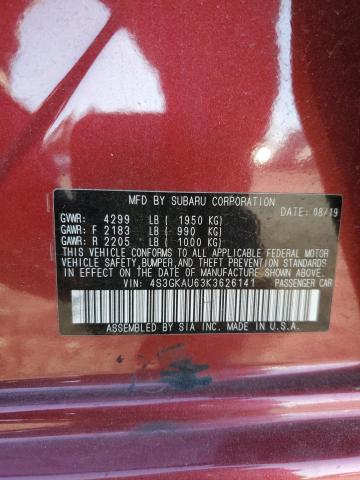 MFD. BY SUBARU CORPORATION
GVWR: 4299 LB ( 1950 KG) DATE: 08/19
GAWR: F 2183 LB ( 990 KG)
GAWR: R 2205 LB ( 1000 KG)
THIS VEHICLE CONFORMS TO ALL APPLICABLE FEDERAL MOTOR
VEHICLE SAFETY, BUMPER, AND THEFT PREVENTION STANDARDS
IN EFFECT ON THE DATE OF MANUFACTURE SHOWN ABOVE.
VIN: 4S3GKAU63K3626141 PASSENGER CAR
ASSEMBLED BY SIA INC. MADE IN U.S.A.